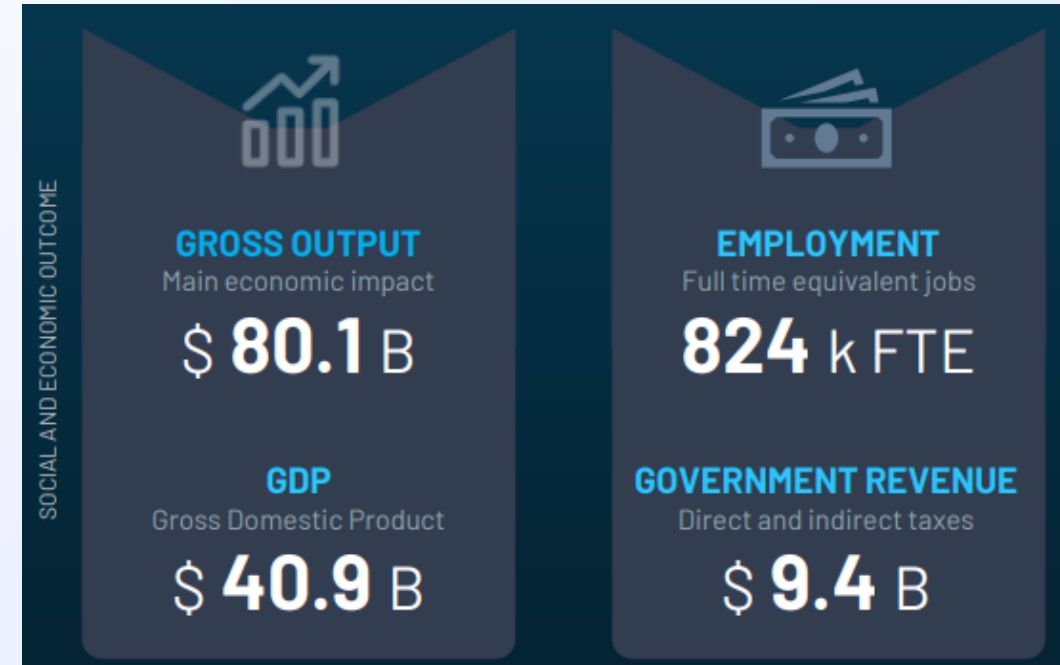 SOCIAL AND ECONOMIC OUTCOME
GROSS OUTPUT
Main economic impact
$ 80.1 B
GDP
Gross Domestic Product
$ 40.9 B
EMPLOYMENT
Full time equivalent jobs
824 k FTE
GOVERNMENT REVENUE
Direct and indirect taxes
$ 9.4 B